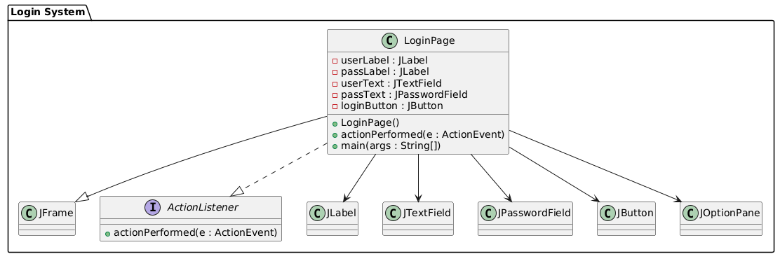 Login System
C LoginPage
userLabel : JLabel
passLabel : JLabel
userText : JTextField
passText : JPasswordField
loginButton : JButton
LoginPage()
actionPerformed(e : ActionEvent)
main(args : String[])
C JFrame
I ActionListener
actionPerformed(e : ActionEvent)
C JLabel
C JTextField
C JPasswordField
C JButton
C JOptionPane